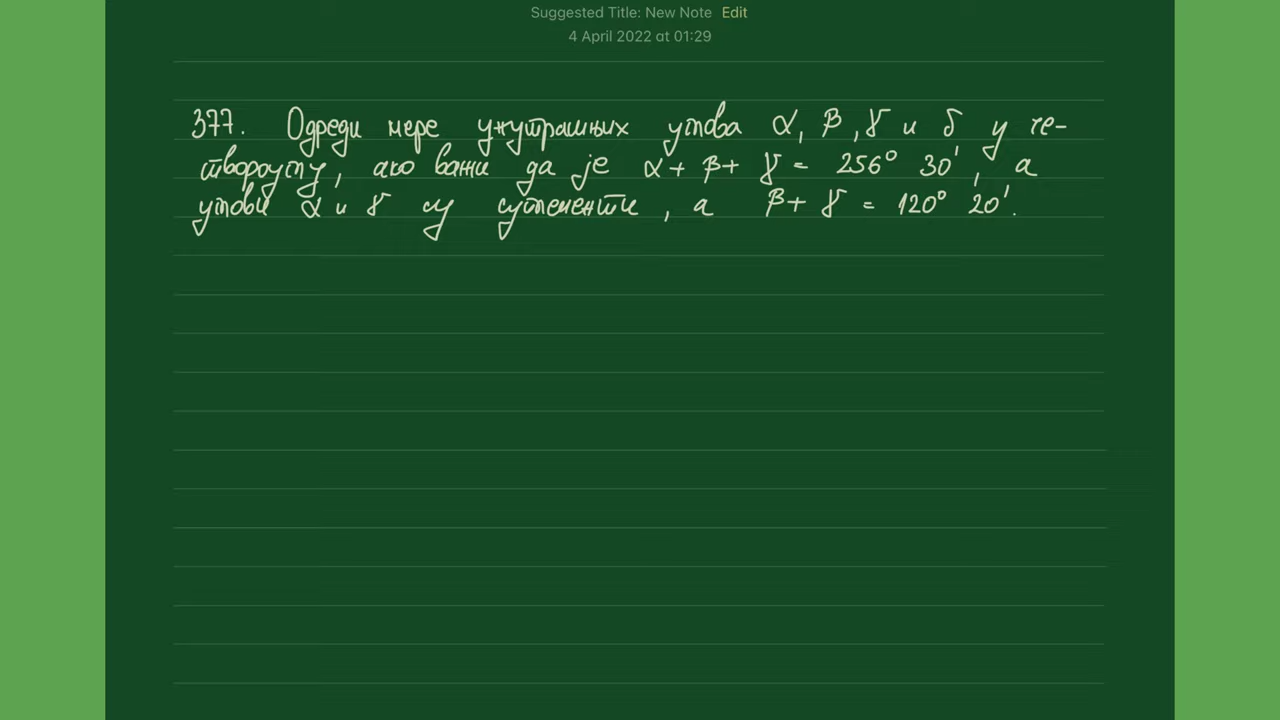 Suggested Title: New Note Edit
4 April 2022 at 01:29
377. Одреди мере унутрашњих углова α, β, γ и δ у че-
твороуглу, ако важи да је α + β + γ = 256° 30', а
углови α и γ су суплементни, а β + γ = 120° 20'.